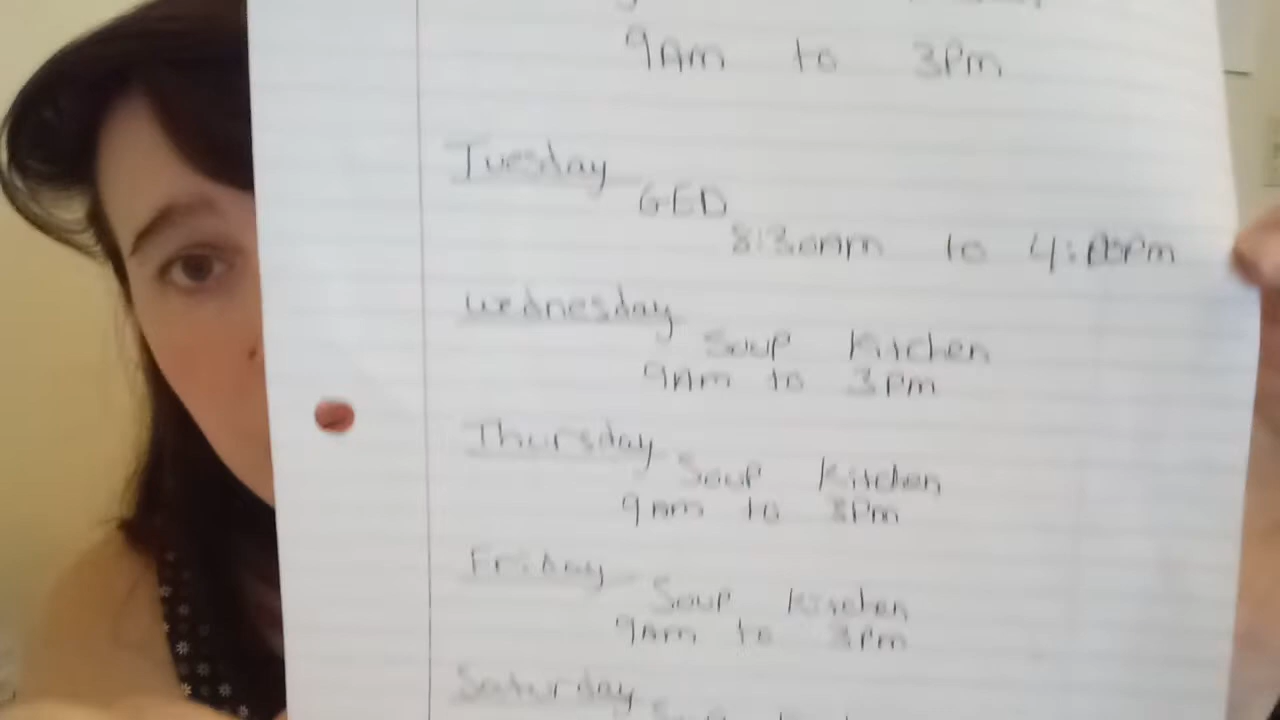 9Am to 3Pm
Tuesday
GED
8:30Am to 4:00Pm
Wednesday
Soup Kitchen
9Am to 3Pm
Thursday
Soup Kitchen
9am to 3Pm
Friday
Soup Kitchen
9Am to 3Pm
Saturday